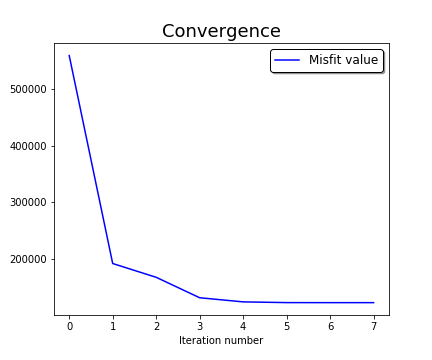 Convergence
Misfit value
500000
400000
300000
200000
0 1 2 3 4 5 6 7
Iteration number